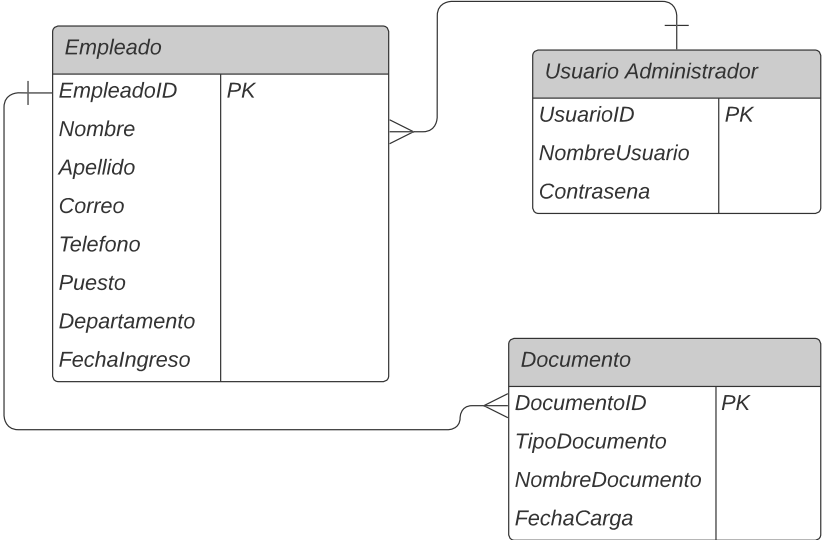 Empleado
EmpleadoID PK
Nombre
Apellido
Correo
Telefono
Puesto
Departamento
FechaIngreso
Usuario Administrador
UsuarioID PK
NombreUsuario
Contrasena
Documento
DocumentoID PK
TipoDocumento
NombreDocumento
FechaCarga